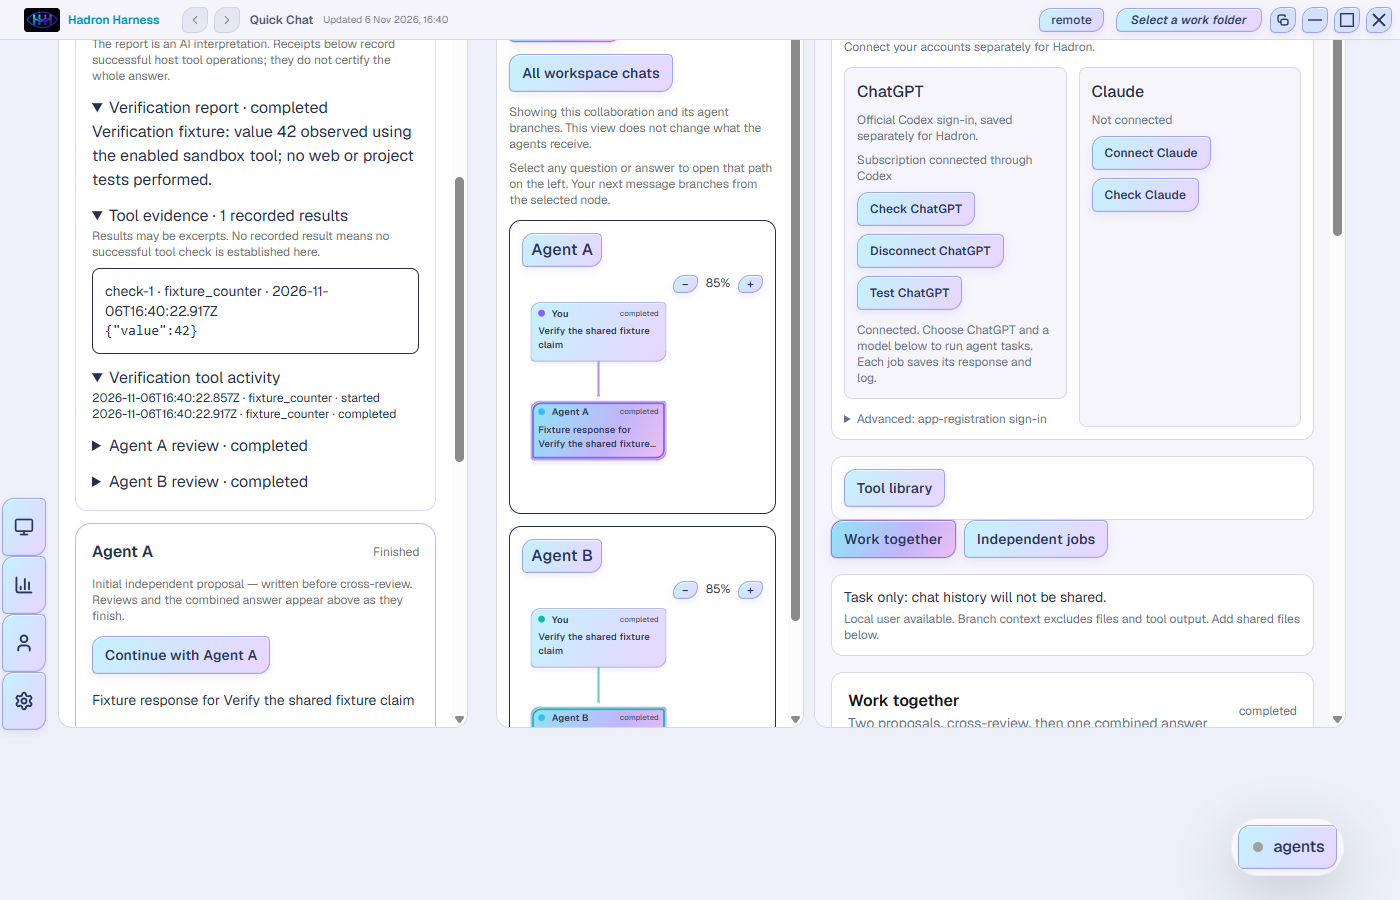 Hadron Harness
Quick Chat
Updated 6 Nov 2026, 16:40
remote
Select a work folder
The report is an AI interpretation. Receipts below record
successful host tool operations; they do not certify the
whole answer.
Verification report · completed
Verification fixture: value 42 observed using
the enabled sandbox tool; no web or project
tests performed.
Tool evidence · 1 recorded results
Results may be excerpts. No recorded result means no
successful tool check is established here.
check-1 · fixture_counter · 2026-11-
06T16:40:22.917Z
{"value":42}
Verification tool activity
2026-11-06T16:40:22.857Z · fixture_counter · started
2026-11-06T16:40:22.917Z · fixture_counter · completed
Agent A review · completed
Agent B review · completed
Agent A
Finished
Initial independent proposal — written before cross-review.
Reviews and the combined answer appear above as they
finish.
Continue with Agent A
Fixture response for Verify the shared fixture claim
All workspace chats
Showing this collaboration and its agent
branches. This view does not change what the
agents receive.
Select any question or answer to open that path
on the left. Your next message branches from
the selected node.
Agent A
− 85% +
You completed
Verify the shared fixture
claim
Agent A completed
Fixture response for
Verify the shared fixture...
Agent B
− 85% +
You completed
Verify the shared fixture
claim
Agent B completed
Connect your accounts separately for Hadron.
ChatGPT
Official Codex sign-in, saved
separately for Hadron.
Subscription connected through
Codex
Check ChatGPT
Disconnect ChatGPT
Test ChatGPT
Connected. Choose ChatGPT and a
model below to run agent tasks.
Each job saves its response and
log.
Claude
Not connected
Connect Claude
Check Claude
Advanced: app-registration sign-in
Tool library
Work together
Independent jobs
Task only: chat history will not be shared.
Local user available. Branch context excludes files and tool output. Add shared files
below.
Work together
Two proposals, cross-review, then one combined answer
completed
agents